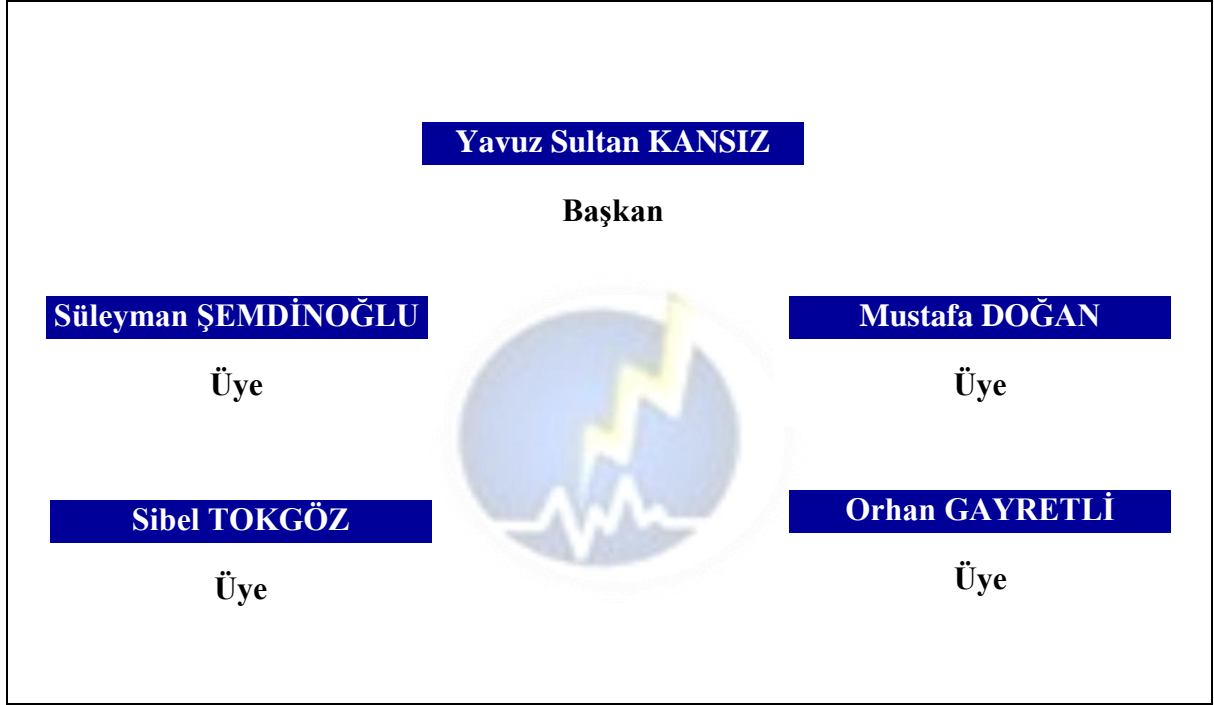 Yavuz Sultan KANSIZ
Başkan
Süleyman ŞEMDİNOĞLU
Üye
Mustafa DOĞAN
Üye
Sibel TOKGÖZ
Üye
Orhan GAYRETLİ
Üye